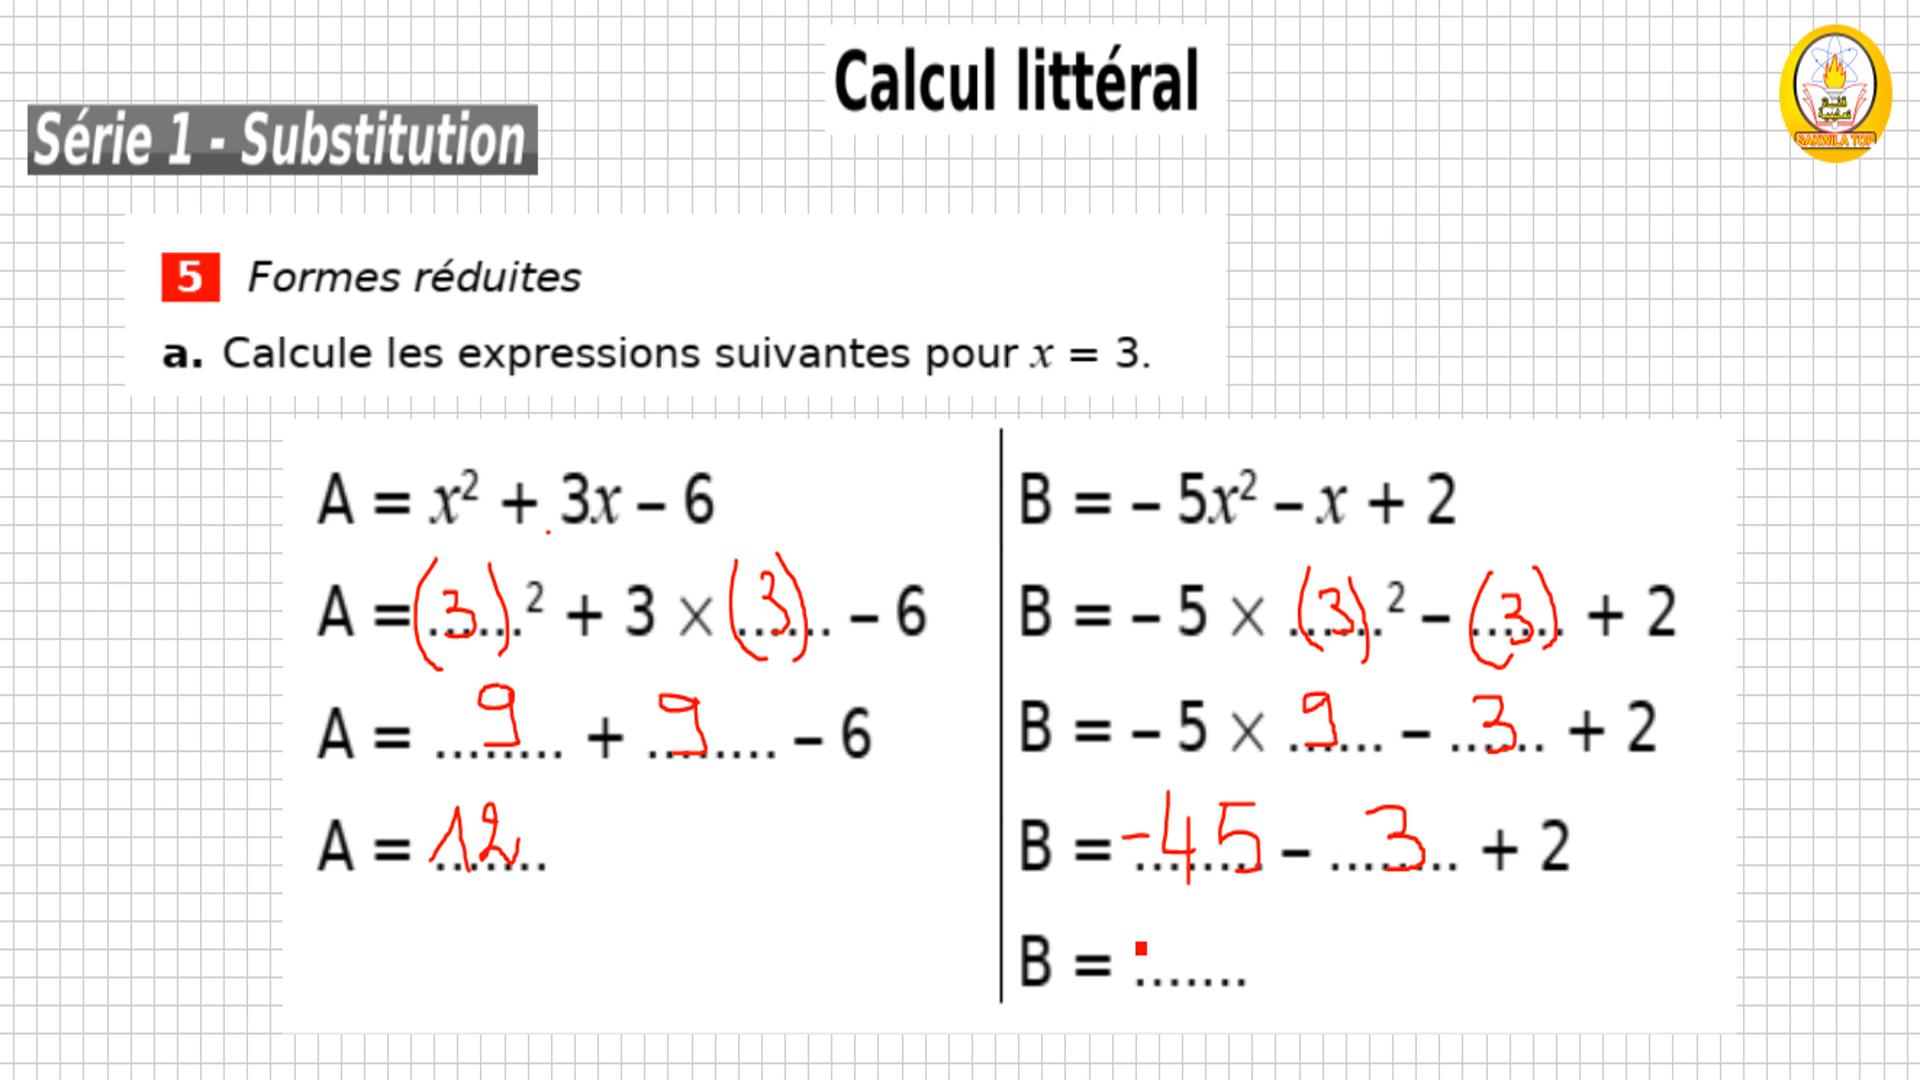 Calcul littéral
Série 1 - Substitution
SAKWILA TOP
5 Formes réduites
a. Calcule les expressions suivantes pour x = 3.
A = x² + 3x – 6
A = (3)² + 3 × (3) – 6
A = 9 + 9 – 6
A = 12
B = – 5x² – x + 2
B = – 5 × (3)² – (3) + 2
B = – 5 × 9 – 3 + 2
B = -45 – 3 + 2
B = .......